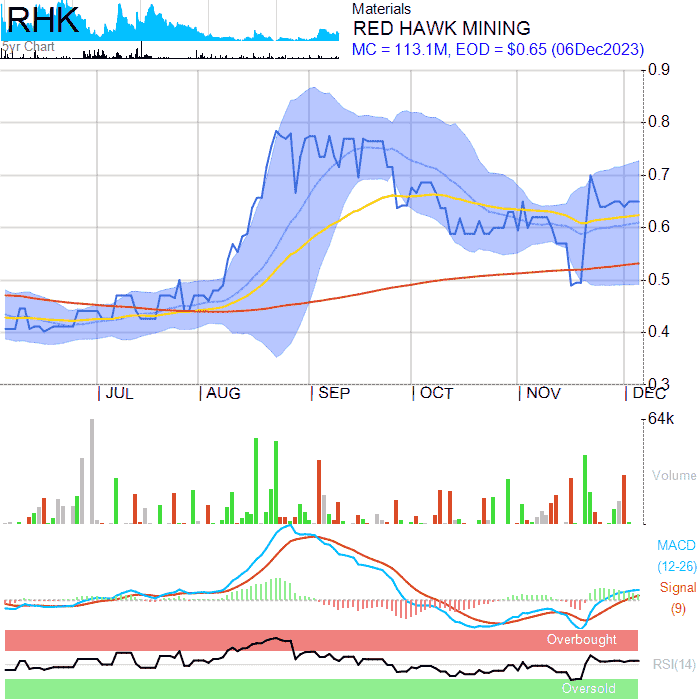 RHK
5yr Chart
Materials
RED HAWK MINING
MC = 113.1M, EOD = $0.65 (06Dec2023)
0.9
0.8
0.7
0.6
0.5
0.4
0.3
JUL
AUG
SEP
OCT
NOV
DEC
64k
Volume
MACD
(12-26)
Signal
(9)
Overbought
RSI(14)
Oversold